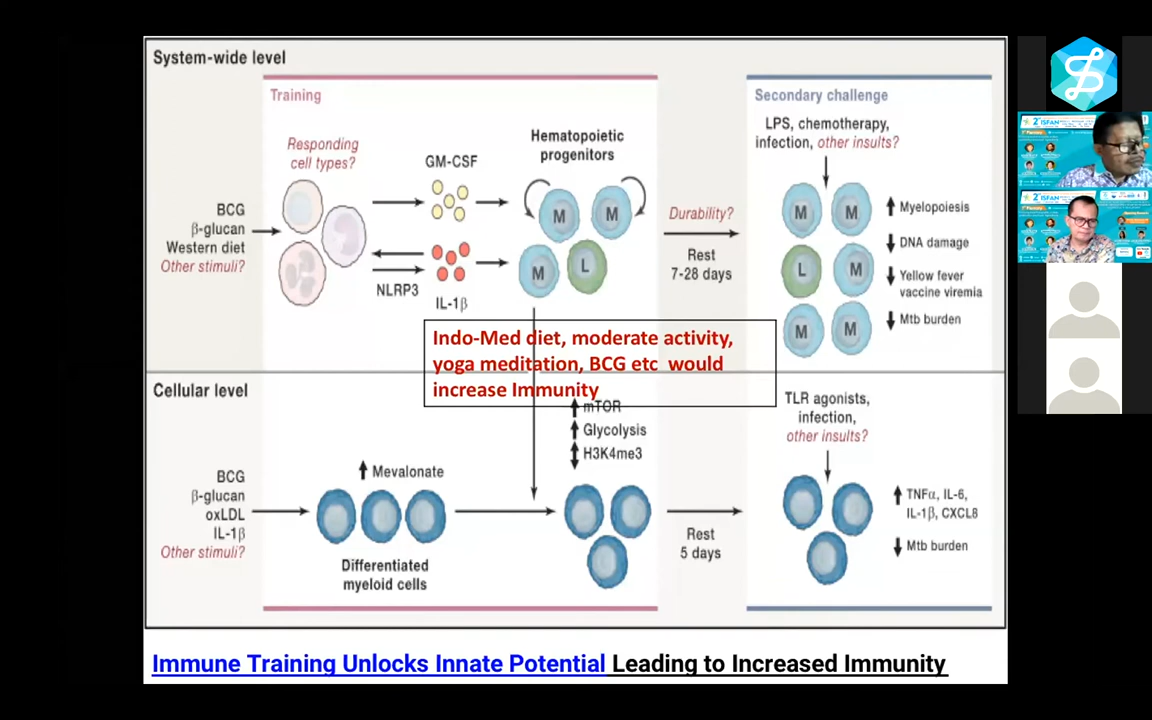 System-wide level
Training
Responding
cell types?
GM-CSF
Hematopoietic
progenitors
BCG
β-glucan
Western diet
Other stimuli?
NLRP3
IL-1β
M
M
M
L
Durability?
Rest
7-28 days
Secondary challenge
LPS, chemotherapy,
infection, other insults?
M
M
L
M
M
M
Myelopoiesis
DNA damage
Yellow fever
vaccine viremia
Mtb burden
Indo-Med diet, moderate activity,
yoga meditation, BCG etc would
increase Immunity
Cellular level
BCG
β-glucan
oxLDL
IL-1β
Other stimuli?
Mevalonate
Differentiated
myeloid cells
mTOR
Glycolysis
H3K4me3
Rest
5 days
TLR agonists,
infection,
other insults?
TNFα, IL-6,
IL-1β, CXCL8
Mtb burden
Immune Training Unlocks Innate Potential Leading to Increased Immunity
2nd ISFAN